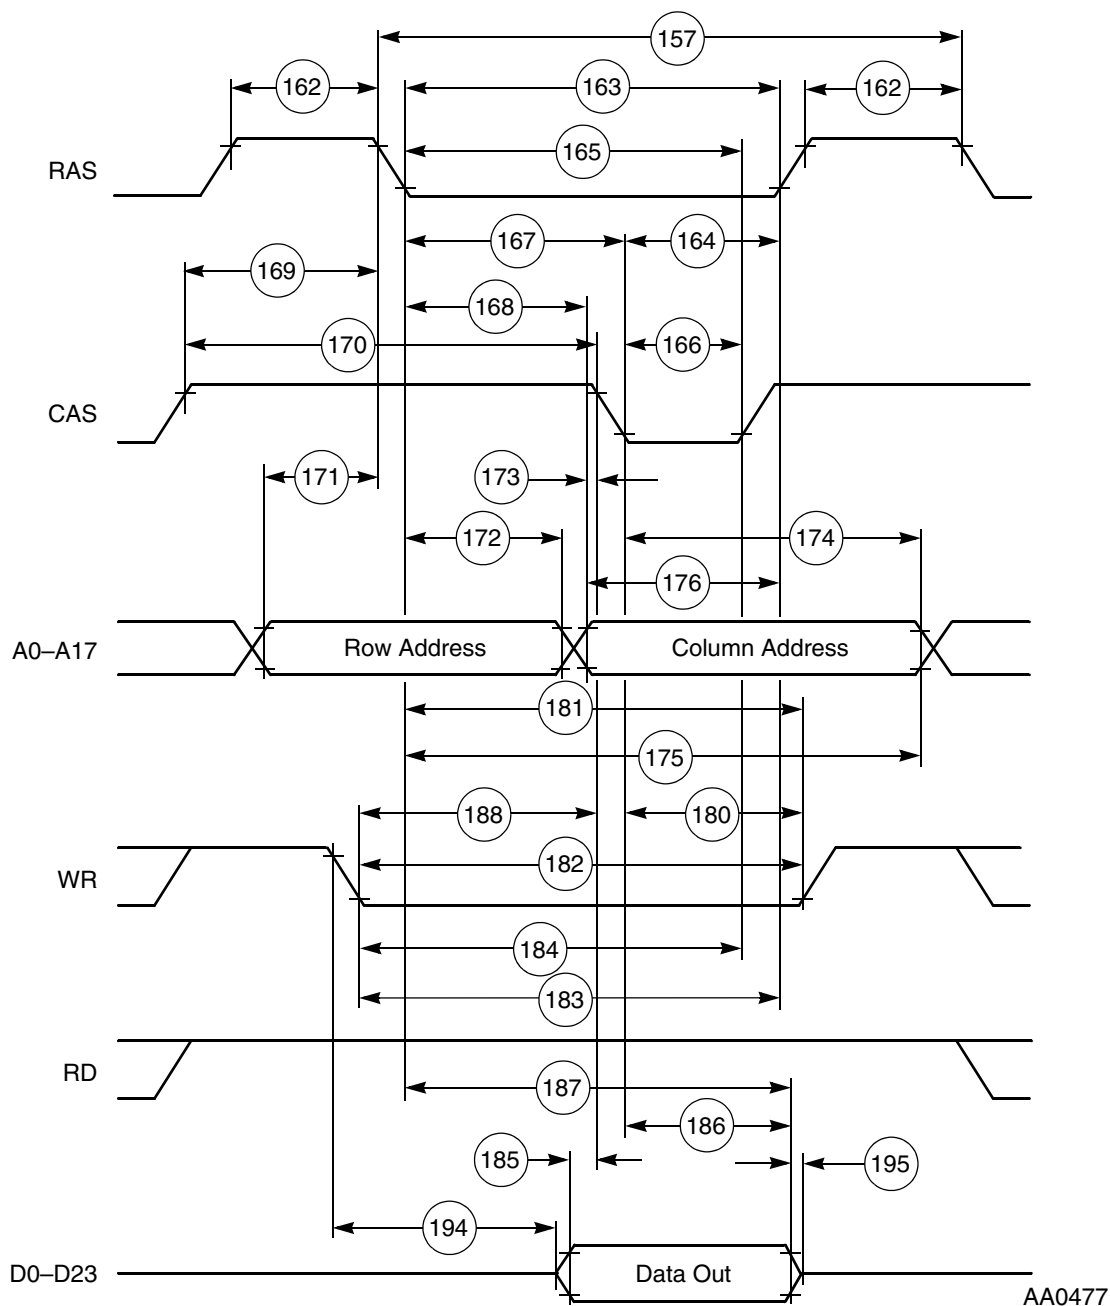 157
162 163 162
RAS 165
167 164
169
168
170 166
CAS
171 173
172 174
176
A0–A17 Row Address Column Address
181
175
188 180
WR 182
184
183
RD
187
186
185 195
194
D0–D23 Data Out
AA0477